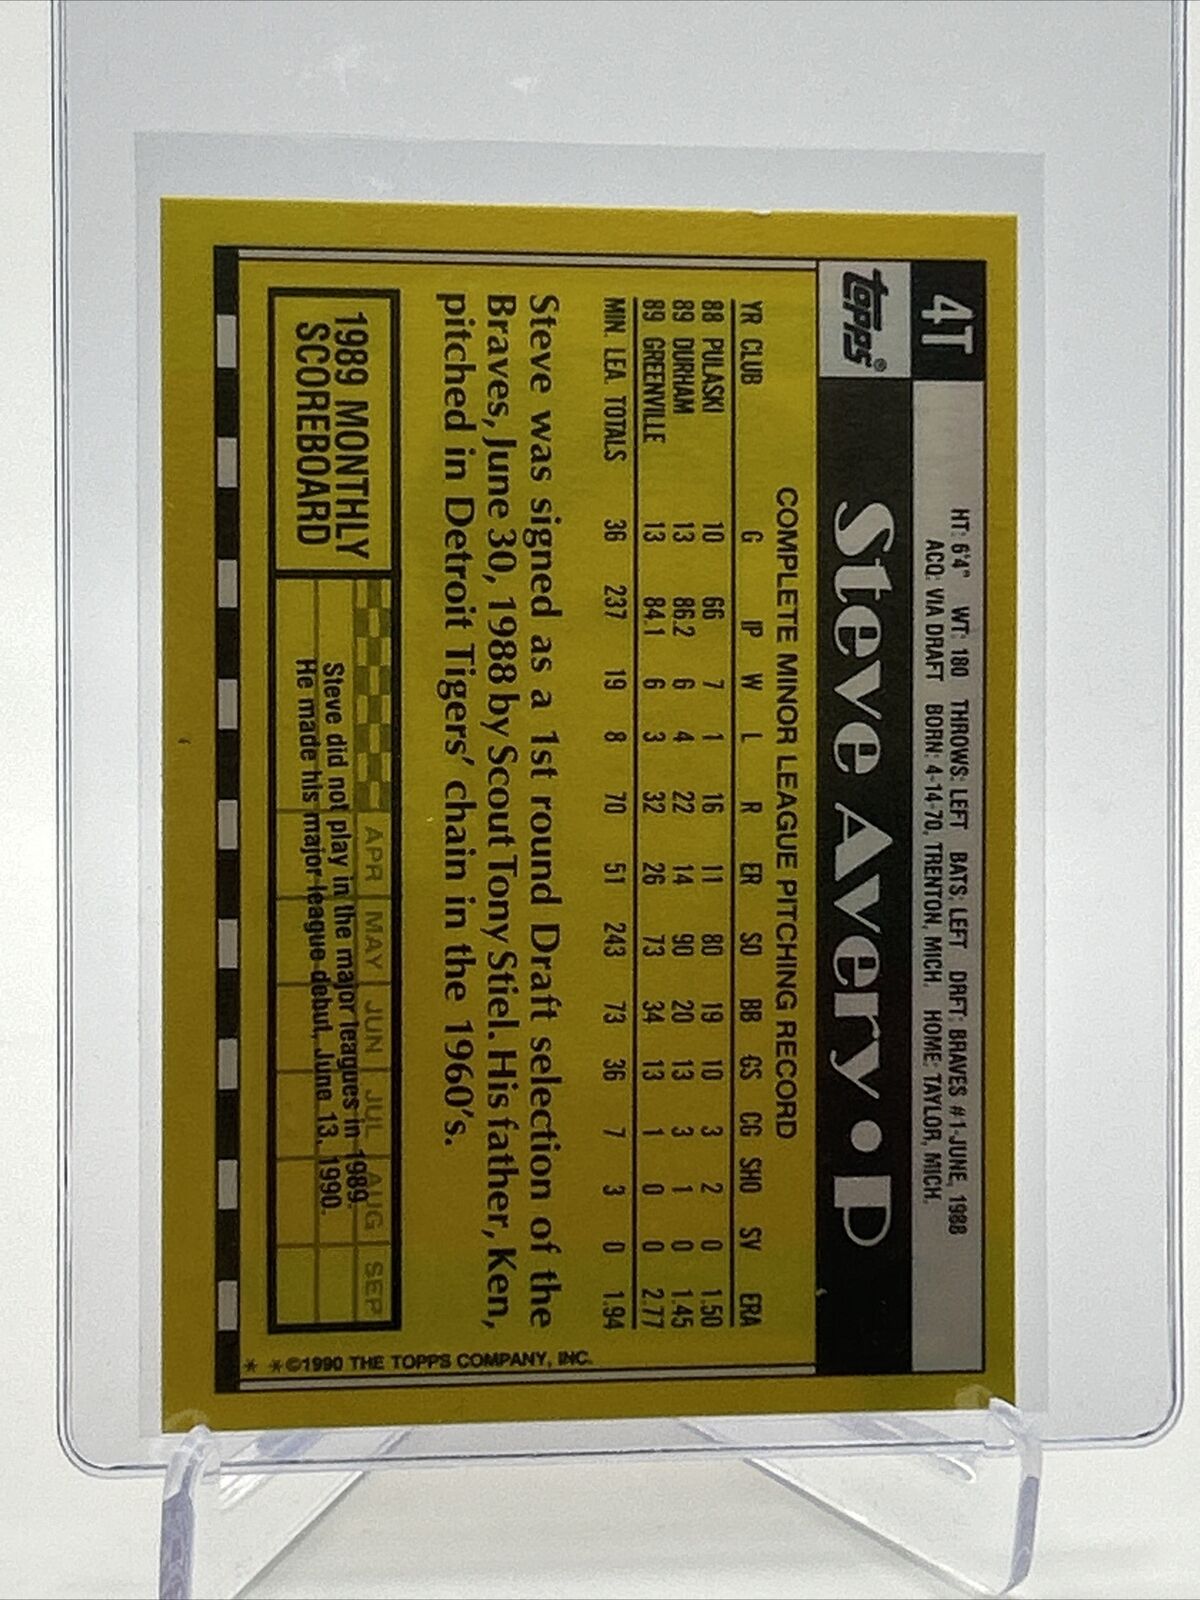 4T
HT: 6'4" WT: 180 THROWS: LEFT BATS: LEFT DRFT: BRAVES #1-JUNE, 1988
ACQ: VIA DRAFT BORN: 4-14-70, TRENTON, MICH. HOME: TAYLOR, MICH.
topps®
Steve Avery • P
COMPLETE MINOR LEAGUE PITCHING RECORD
YR CLUB G IP W L R ER SO BB GS CG SHO SV ERA
88 PULASKI 10 66 7 1 16 11 80 19 10 3 2 0 1.50
89 DURHAM 13 86.2 6 4 22 14 90 20 13 3 1 0 1.45
89 GREENVILLE 13 84.1 6 3 32 26 73 34 13 1 0 0 2.77
MIN. LEA. TOTALS 36 237 19 8 70 51 243 73 36 7 3 0 1.94
Steve was signed as a 1st round Draft selection of the
Braves, June 30, 1988 by Scout Tony Stiel. His father, Ken,
pitched in Detroit Tigers' chain in the 1960's.
1989 MONTHLY
SCOREBOARD
APR MAY JUN JUL AUG SEP
Steve did not play in the major leagues in 1989.
He made his major league debut, June 13, 1990.
* *©1990 THE TOPPS COMPANY, INC.